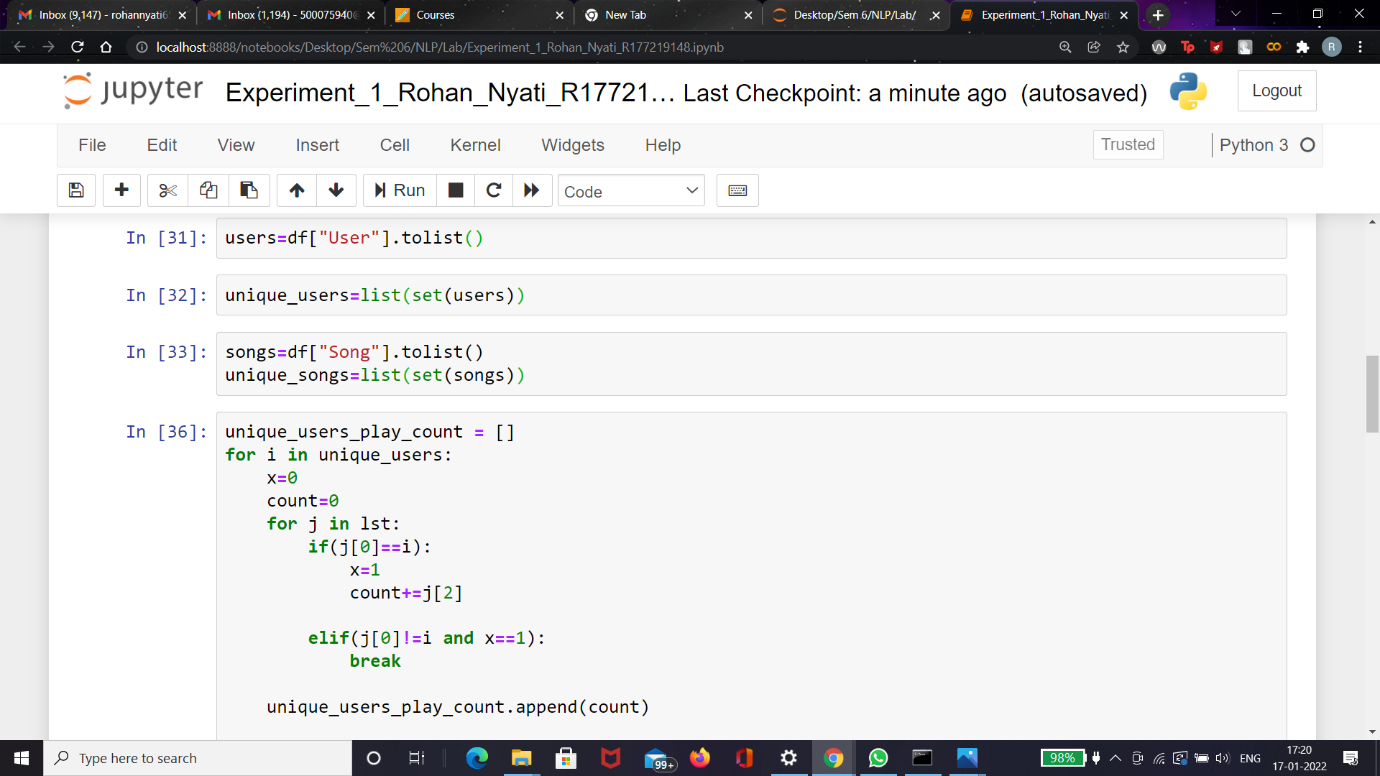 Inbox (9,147) - rohannyati6
Inbox (1,194) - 500075940@
Courses
New Tab
Desktop/Sem 6/NLP/Lab/
Experiment_1_Rohan_Nyati
localhost:8888/notebooks/Desktop/Sem%206/NLP/Lab/Experiment_1_Rohan_Nyati_R177219148.ipynb
Tp
R
jupyter
Experiment_1_Rohan_Nyati_R17721... Last Checkpoint: a minute ago (autosaved)
Logout
File Edit View Insert Cell Kernel Widgets Help
Trusted
Python 3
Run
Code
In [31]: users=df["User"].tolist()
In [32]: unique_users=list(set(users))
In [33]: songs=df["Song"].tolist()
unique_songs=list(set(songs))
In [36]: unique_users_play_count = []
for i in unique_users:
    x=0
    count=0
    for j in lst:
        if(j[0]==i):
            x=1
            count+=j[2]
        elif(j[0]!=i and x==1):
            break
    unique_users_play_count.append(count)
Type here to search
99+
98%
ENG
17:20
17-01-2022